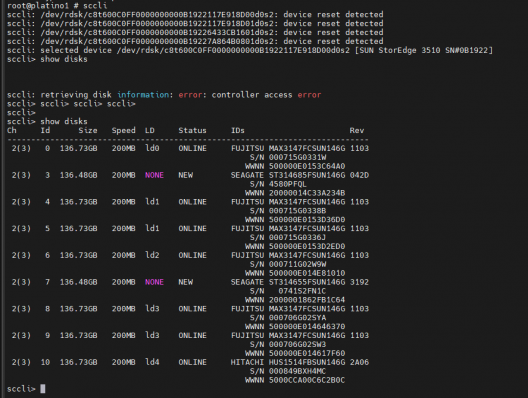 root@platino1 # sccli
sccli: /dev/rdsk/c8t600C0FF0000000000B1922117E918D00d0s2: device reset detected
sccli: /dev/rdsk/c8t600C0FF0000000000B1922117E918D01d0s2: device reset detected
sccli: /dev/rdsk/c8t600C0FF0000000000B19226433CB1601d0s2: device reset detected
sccli: /dev/rdsk/c8t600C0FF0000000000B19227A864B0801d0s2: device reset detected
sccli: selected device /dev/rdsk/c8t600C0FF0000000000B1922117E918D00d0s2 [SUN StorEdge 3510 SN#0B1922]
sccli> show disks
sccli: retrieving disk information: error: controller access error
sccli> sccli> sccli> sccli>
sccli>
sccli> show disks
Ch Id Size Speed LD Status IDs Rev
----------------------------------------------------------------------------
2(3) 0 136.73GB 200MB ld0 ONLINE FUJITSU MAX3147FCSUN146G 1103
S/N 000715G0331W
WWNN 500000E0153C64A0
2(3) 3 136.48GB 200MB NONE NEW SEAGATE ST314685FSUN146G 042D
S/N 4580PFQL
WWNN 20000014C33A234B
2(3) 4 136.73GB 200MB ld1 ONLINE FUJITSU MAX3147FCSUN146G 1103
S/N 000715G0338B
WWNN 500000E0153D36D0
2(3) 5 136.73GB 200MB ld1 ONLINE FUJITSU MAX3147FCSUN146G 1103
S/N 000715G0336J
WWNN 500000E0153D2ED0
2(3) 6 136.73GB 200MB ld2 ONLINE FUJITSU MAX3147FCSUN146G 1103
S/N 000711G02W9W
WWNN 500000E014E81010
2(3) 7 136.48GB 200MB NONE NEW SEAGATE ST314655FSUN146G 3192
S/N 0741S2FN1C
WWNN 2000001862FB1C64
2(3) 8 136.73GB 200MB ld3 ONLINE FUJITSU MAX3147FCSUN146G 1103
S/N 000706G02SYA
WWNN 500000E014646370
2(3) 9 136.73GB 200MB ld3 ONLINE FUJITSU MAX3147FCSUN146G 1103
S/N 000706G02SW3
WWNN 500000E014617F60
2(3) 10 136.73GB 200MB ld4 ONLINE HITACHI HUS1514FBSUN146G 2A06
S/N 000849BXH4MC
WWNN 5000CCA00C6C2B0C
sccli>